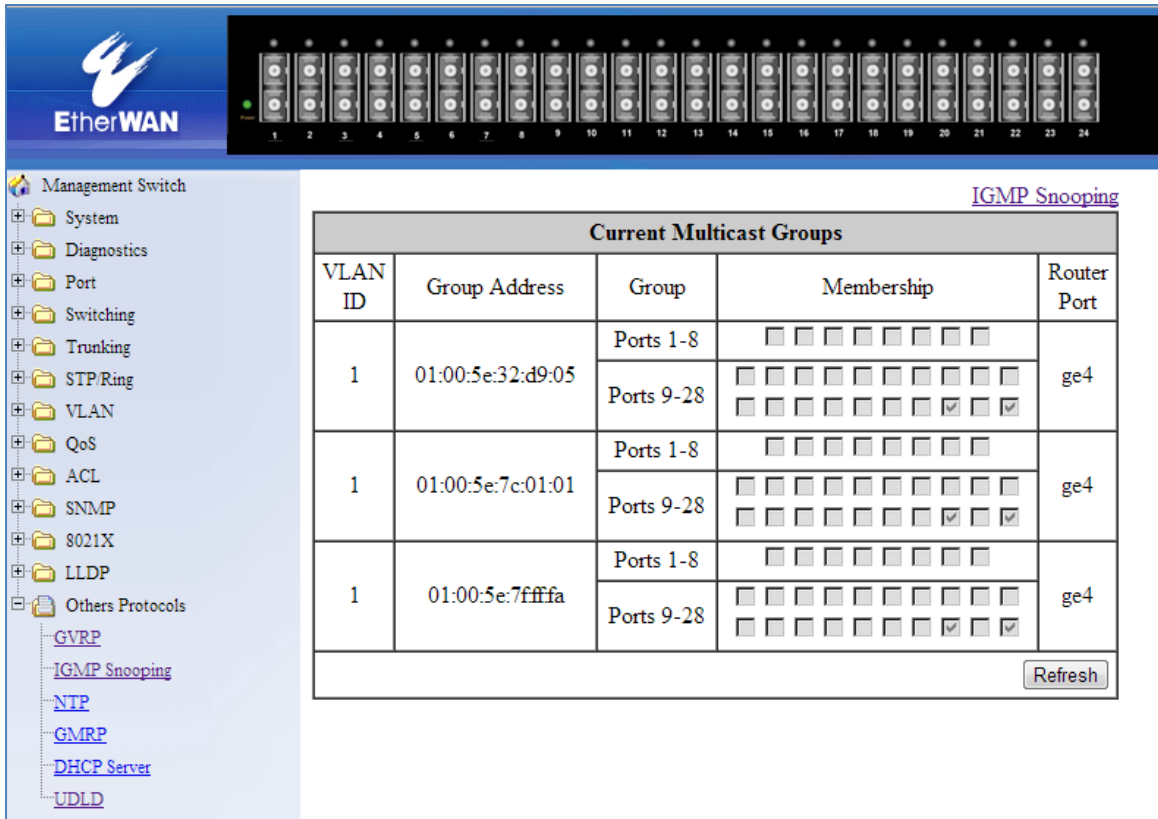 EtherWAN
Power
1 2 3 4 5 6 7 8 9 10 11 12 13 14 15 16 17 18 19 20 21 22 23 24
Management Switch
System
Diagnostics
Port
Switching
Trunking
STP/Ring
VLAN
QoS
ACL
SNMP
8021X
LLDP
Others Protocols
GVRP
IGMP Snooping
NTP
GMRP
DHCP Server
UDLD
IGMP Snooping
Current Multicast Groups
VLAN ID Group Address Group Membership Router Port
1 01:00:5e:32:d9:05 Ports 1-8 ge4
Ports 9-28
1 01:00:5e:7c:01:01 Ports 1-8 ge4
Ports 9-28
1 01:00:5e:7f:ff:fa Ports 1-8 ge4
Ports 9-28
Refresh